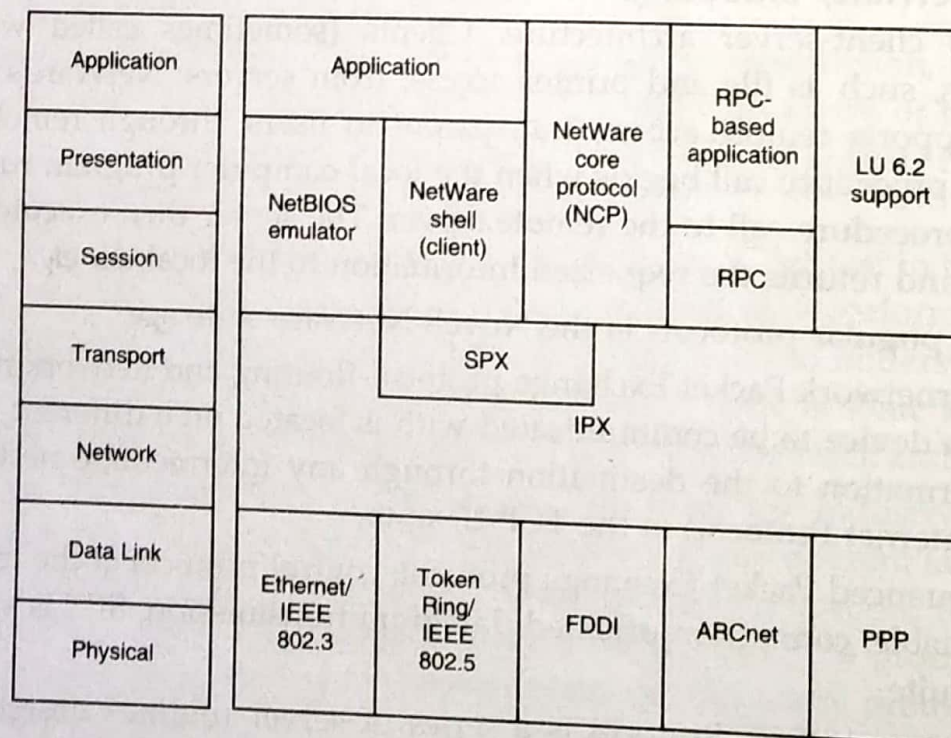 Application
Presentation
Session
Transport
Network
Data Link
Physical
Application
NetBIOS
emulator
NetWare
shell
(client)
NetWare
core
protocol
(NCP)
RPC-
based
application
RPC
LU 6.2
support
SPX
IPX
Ethernet/
IEEE
802.3
Token
Ring/
IEEE
802.5
FDDI
ARCnet
PPP